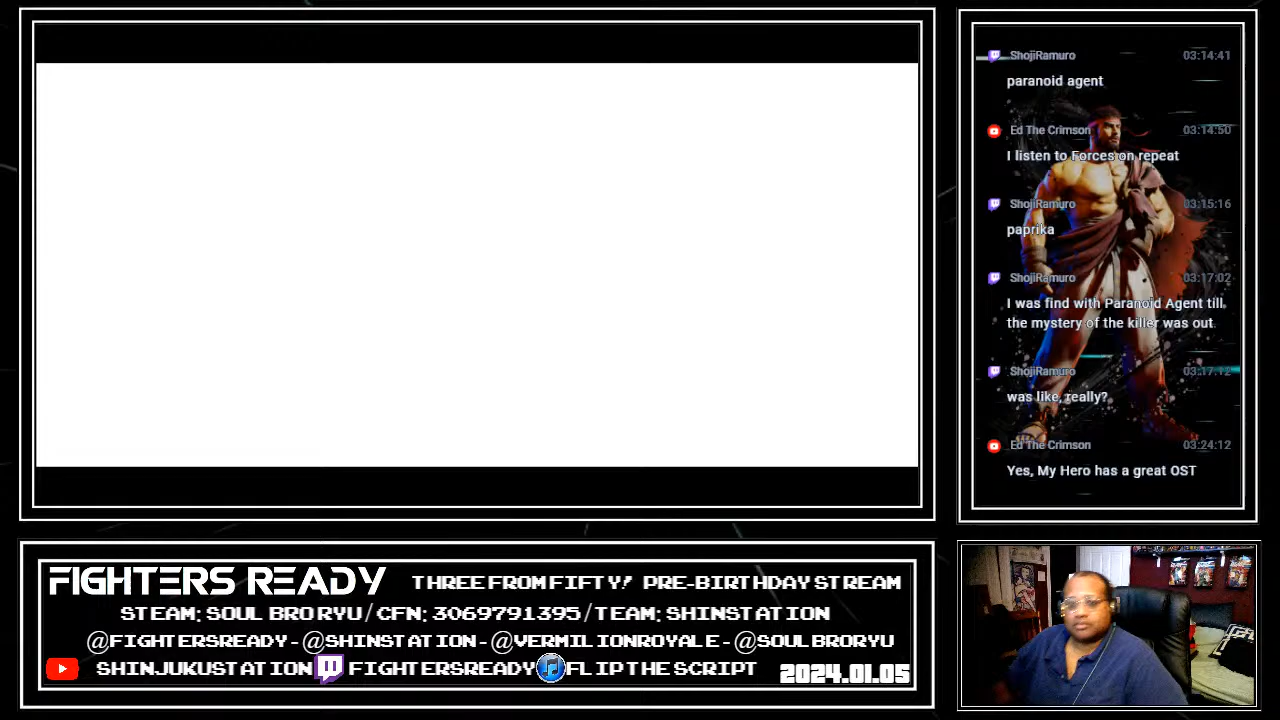 ShojiRamuro 03:14:41
paranoid agent
Ed The Crimson 03:14:50
I listen to Forces on repeat
ShojiRamuro 03:15:16
paprika
ShojiRamuro 03:17:02
I was find with Paranoid Agent till
the mystery of the killer was out
ShojiRamuro 03:17:12
was like, really?
Ed The Crimson 03:24:12
Yes, My Hero has a great OST
FIGHTERS READY THREE FROM FIFTY! PRE-BIRTHDAY STREAM
STEAM: SOUL BRO RYU / CFN: 3069791395 / TEAM: SHINSTATION
@FIGHTERSREADY - @SHINSTATION - @VERMILIONROYALE - @SOULBRORYU
SHINJUKUSTATION FIGHTERSREADY FLIP THE SCRIPT 2024.01.05